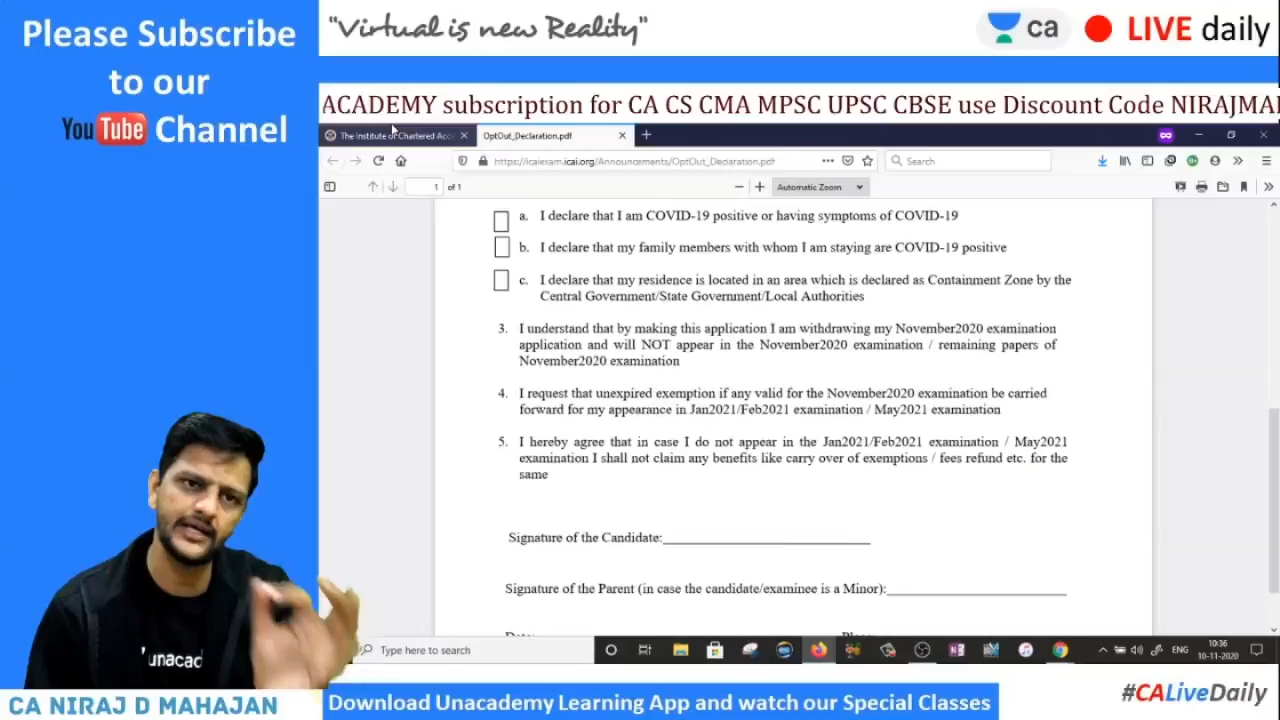 Please Subscribe
to our
YouTube Channel
"Virtual is new Reality"
ca LIVE daily
ACADEMY subscription for CA CS CMA MPSC UPSC CBSE use Discount Code NIRAJMA
The Institute of Chartered Acc
OptOut_Declaration.pdf
https://icaiexam.icai.org/Announcements/OptOut_Declaration.pdf
Search
1 of 1
Automatic Zoom
a. I declare that I am COVID-19 positive or having symptoms of COVID-19
b. I declare that my family members with whom I am staying are COVID-19 positive
c. I declare that my residence is located in an area which is declared as Containment Zone by the
Central Government/State Government/Local Authorities
3. I understand that by making this application I am withdrawing my November2020 examination
application and will NOT appear in the November2020 examination / remaining papers of
November2020 examination
4. I request that unexpired exemption if any valid for the November2020 examination be carried
forward for my appearance in Jan2021/Feb2021 examination / May2021 examination
5. I hereby agree that in case I do not appear in the Jan2021/Feb2021 examination / May2021
examination I shall not claim any benefits like carry over of exemptions / fees refund etc. for the
same
Signature of the Candidate:
Signature of the Parent (in case the candidate/examinee is a Minor):
unacad
Type here to search
ENG
10:36
10-11-2020
CA NIRAJ D MAHAJAN
Download Unacademy Learning App and watch our Special Classes
#CALiveDaily